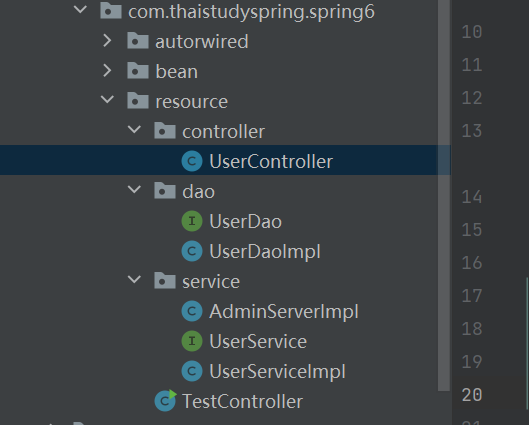 com.thaistudyspring.spring6
autorwired
bean
resource
controller
C UserController
dao
I UserDao
C UserDaoImpl
service
C AdminServerImpl
I UserService
C UserServiceImpl
C TestController
10
11
12
13
14
15
16
17
18
19
20